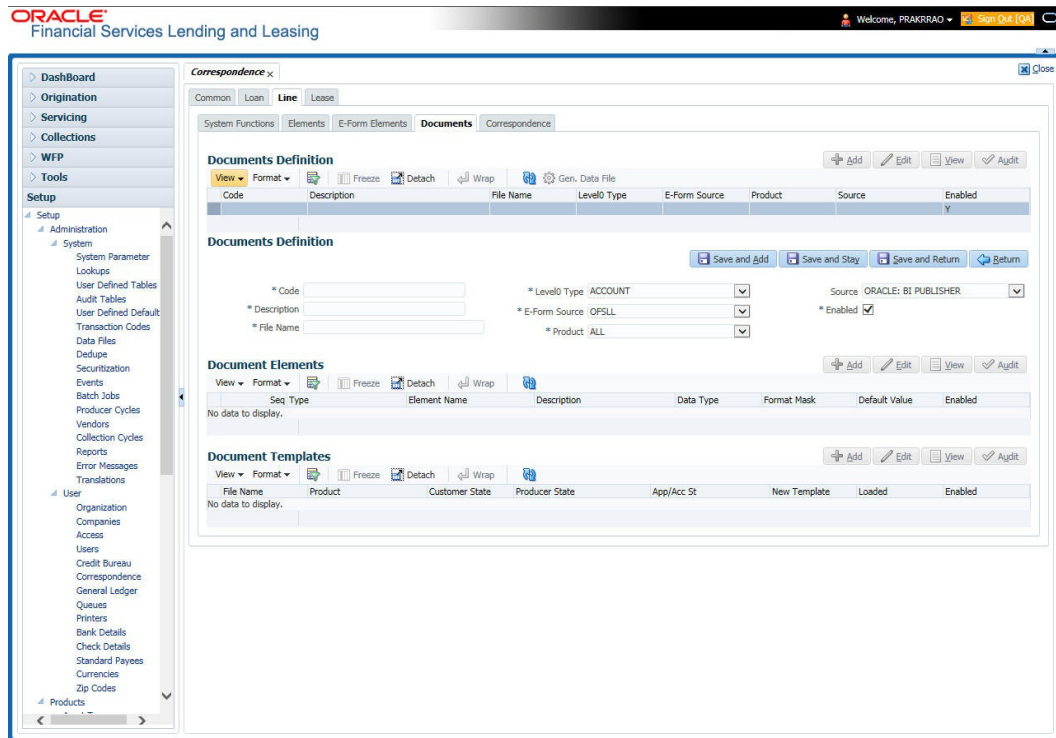 ORACLE
Financial Services Lending and Leasing
Welcome, PRAKRRAO
Sign Out [QA]
Close
DashBoard
Origination
Servicing
Collections
WFP
Tools
Setup
Setup
Administration
System
System Parameter
Lookups
User Defined Tables
Audit Tables
User Defined Default
Transaction Codes
Data Files
Dedupe
Securitization
Events
Batch Jobs
Producer Cycles
Vendors
Collection Cycles
Reports
Error Messages
Translations
User
Organization
Companies
Access
Users
Credit Bureau
Correspondence
General Ledger
Queues
Printers
Bank Details
Check Details
Standard Payees
Currencies
Zip Codes
Products
Correspondence
Common Loan Line Lease
System Functions Elements E-Form Elements Documents Correspondence
Documents Definition
Add Edit View Audit
View Format Freeze Detach Wrap Gen. Data File
Code Description File Name Level0 Type E-Form Source Product Source Enabled
Y
Documents Definition
Save and Add Save and Stay Save and Return Return
* Code * Level0 Type ACCOUNT Source ORACLE: BI PUBLISHER
* Description * E-Form Source OFSLL * Enabled
* File Name * Product ALL
Document Elements
Add Edit View Audit
View Format Freeze Detach Wrap
Seq Type Element Name Description Data Type Format Mask Default Value Enabled
No data to display.
Document Templates
Add Edit View Audit
View Format Freeze Detach Wrap
File Name Product Customer State Producer State App/Acc St New Template Loaded Enabled
No data to display.